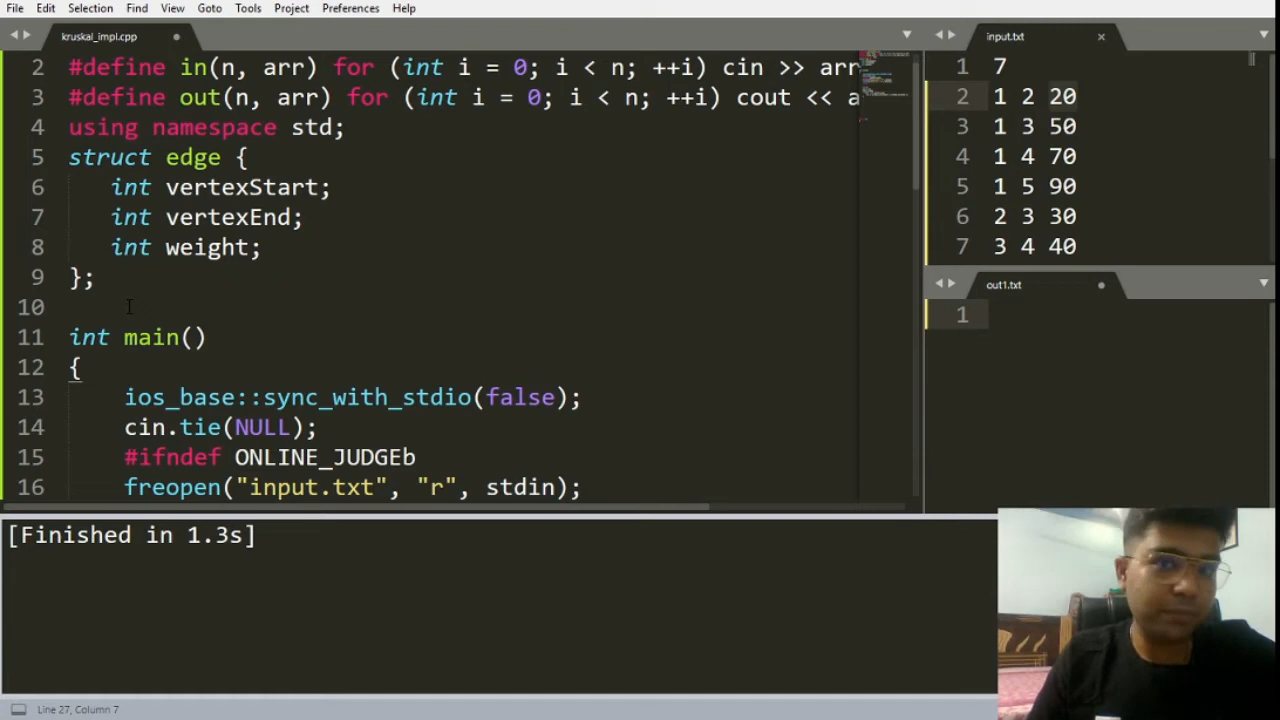 File Edit Selection Find View Goto Tools Project Preferences Help
kruskal_impl.cpp
2 #define in(n, arr) for (int i = 0; i < n; ++i) cin >> arr
3 #define out(n, arr) for (int i = 0; i < n; ++i) cout << a
4 using namespace std;
5 struct edge {
6 int vertexStart;
7 int vertexEnd;
8 int weight;
9 };
10
11 int main()
12 {
13 ios_base::sync_with_stdio(false);
14 cin.tie(NULL);
15 #ifndef ONLINE_JUDGEb
16 freopen("input.txt", "r", stdin);
input.txt
1 7
2 1 2 20
3 1 3 50
4 1 4 70
5 1 5 90
6 2 3 30
7 3 4 40
out1.txt
1
[Finished in 1.3s]
Line 27, Column 7